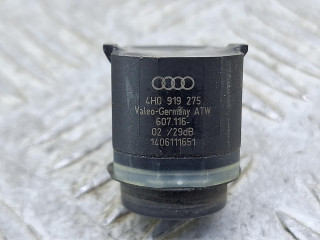 4H0 919 275
Valeo-Germany ATW
607.116-
02 /29dB
1406111651